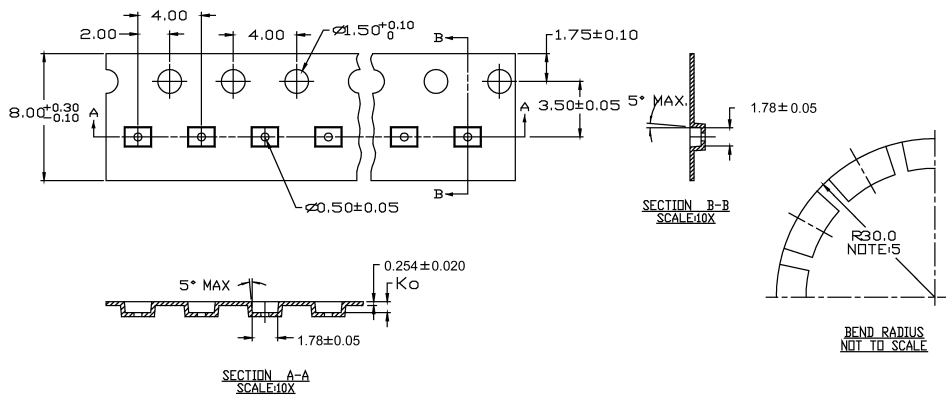 4.00
2.00
4.00
⌀1.50 +0.10 0
B
1.75±0.10
8.00 +0.30 -0.10
A
A
3.50±0.05
5° MAX.
1.78±0.05
B
⌀0.50±0.05
SECTION B-B
SCALE:10X
R30.0
NOTE:5
0.254±0.020
5° MAX
Ko
1.78±0.05
BEND RADIUS
NOT TO SCALE
SECTION A-A
SCALE:10X